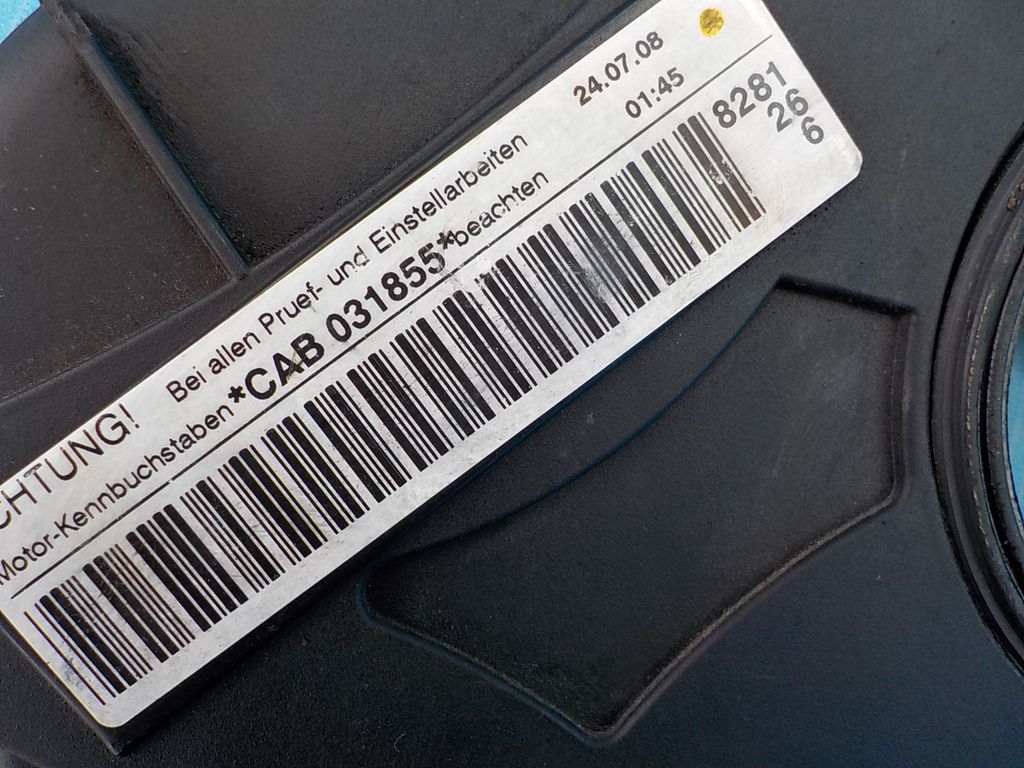 CHTUNG! Bei allen Pruef- und Einstellarbeiten 24.07.08
Motor-Kennbuchstaben *CAB 031855* beachten 01:45
8281
26
6